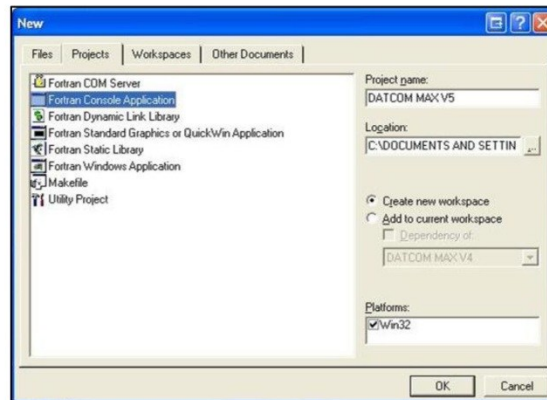 New
Files Projects Workspaces Other Documents
Fortran COM Server
Fortran Console Application
Fortran Dynamic Link Library
Fortran Standard Graphics or QuickWin Application
Fortran Static Library
Fortran Windows Application
Makefile
Utility Project
Project name:
DATCOM MAX V5
Location:
C:\DOCUMENTS AND SETTIN ...
Create new workspace
Add to current workspace
Dependency of:
DATCOM MAX V4
Platforms:
Win32
OK Cancel